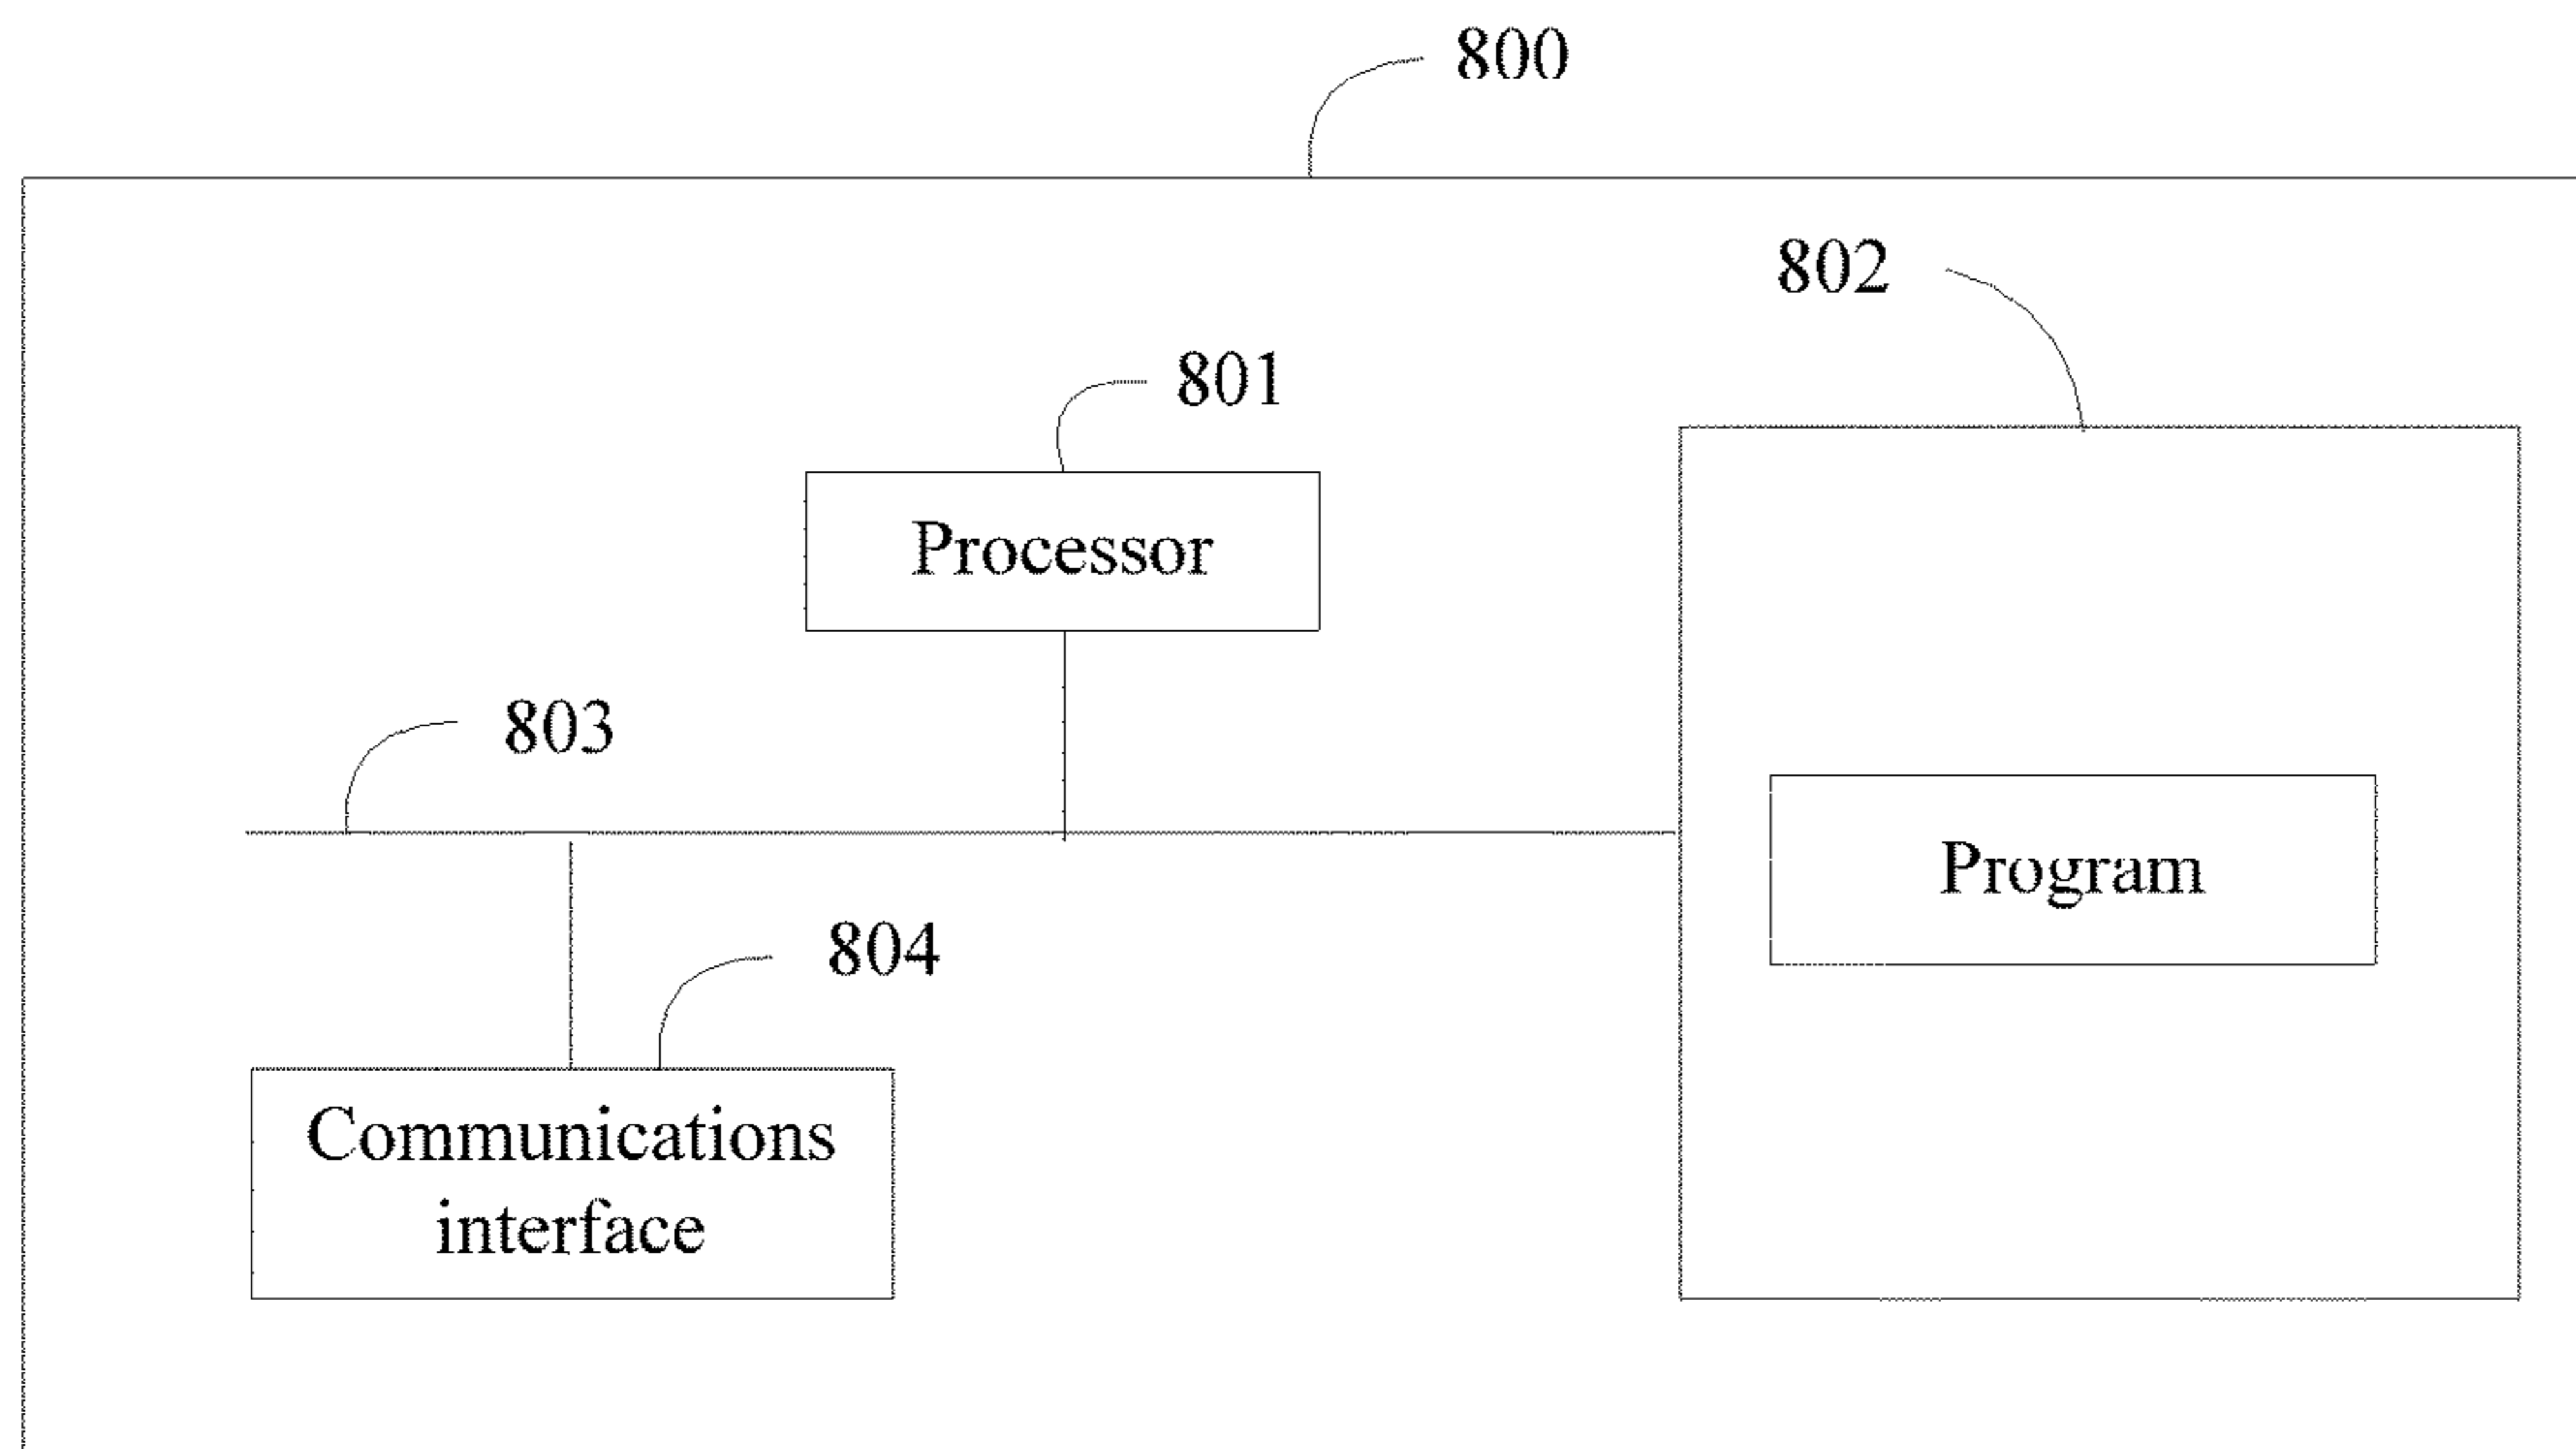 800
802
801
Processor
803
Program
804
Communications
interface